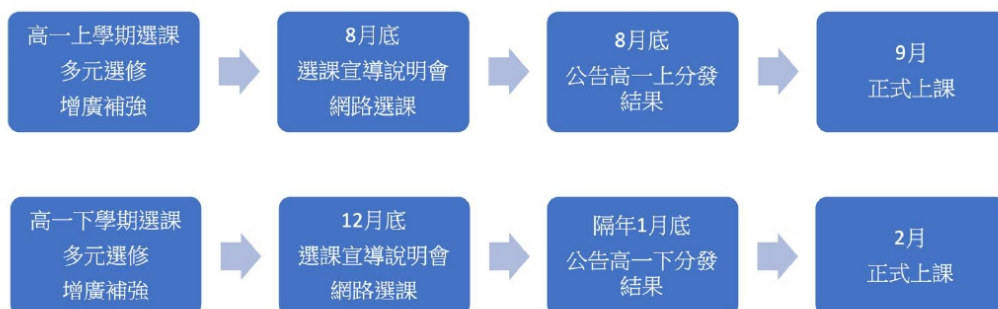 高一上學期選課
多元選修
增廣補強
8月底
選課宣導說明會
網路選課
8月底
公告高一上分發
結果
9月
正式上課
高一下學期選課
多元選修
增廣補強
12月底
選課宣導說明會
網路選課
隔年1月底
公告高一下分發
結果
2月
正式上課